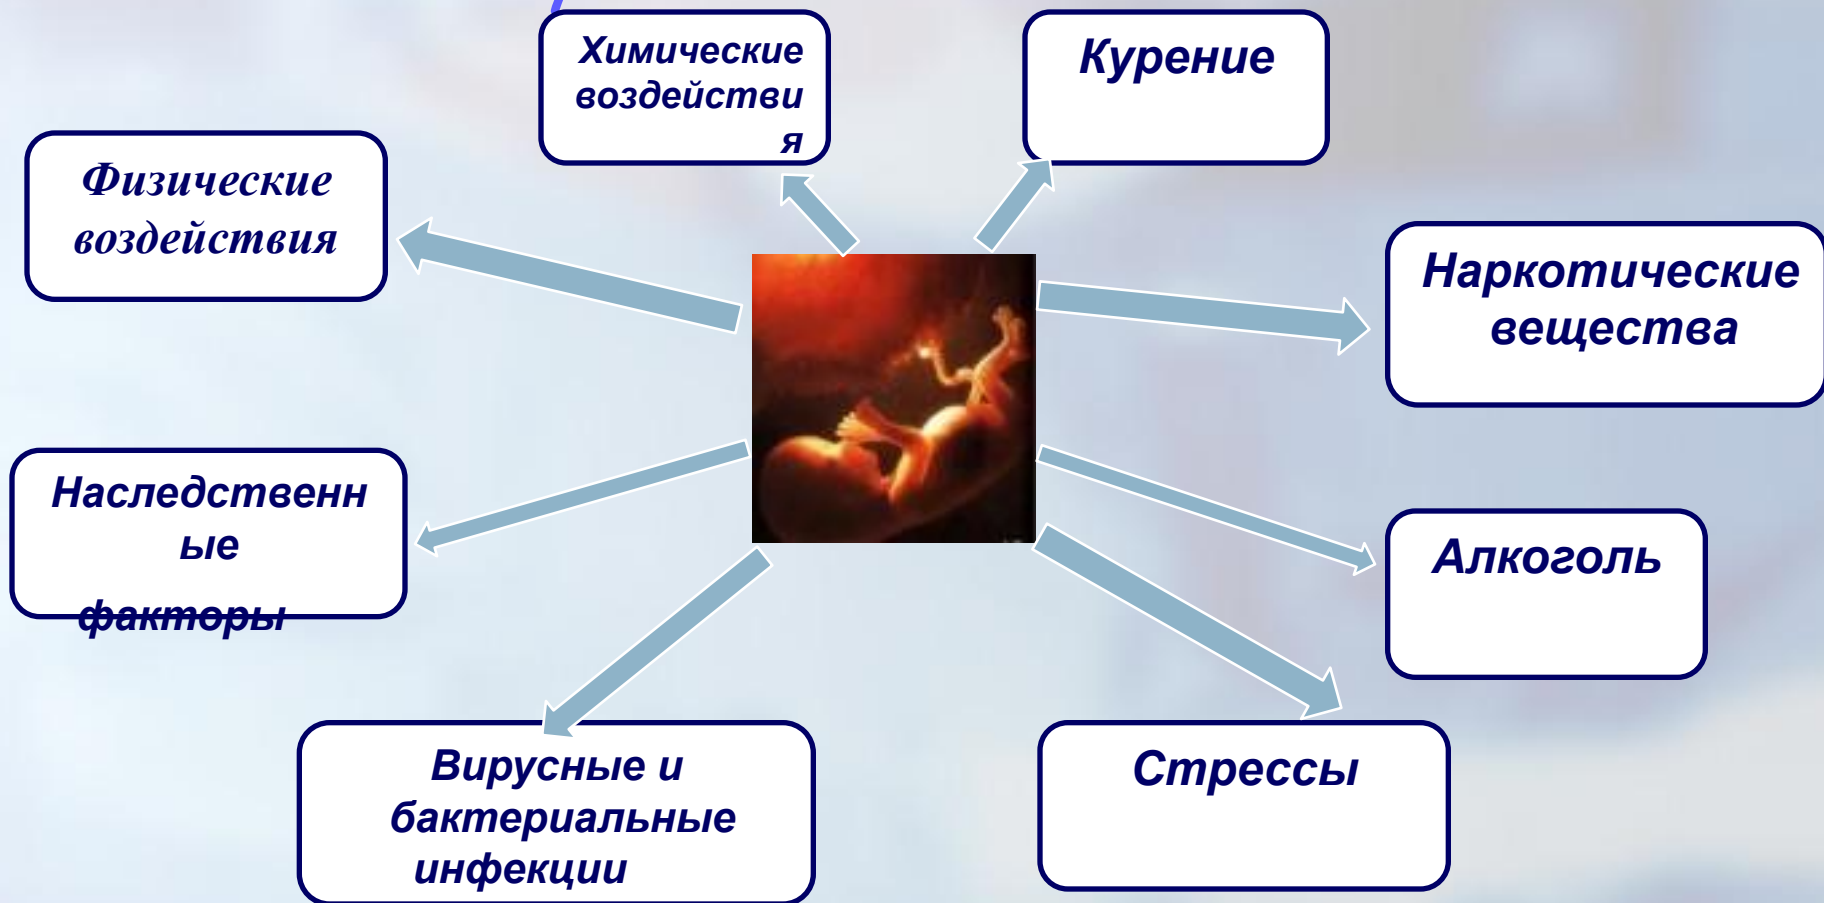 Химические
воздействи
я
Курение
Физические
воздействия
Наркотические
вещества
Наследственн
ые
факторы
Алкоголь
Вирусные и
бактериальные
инфекции
Стрессы